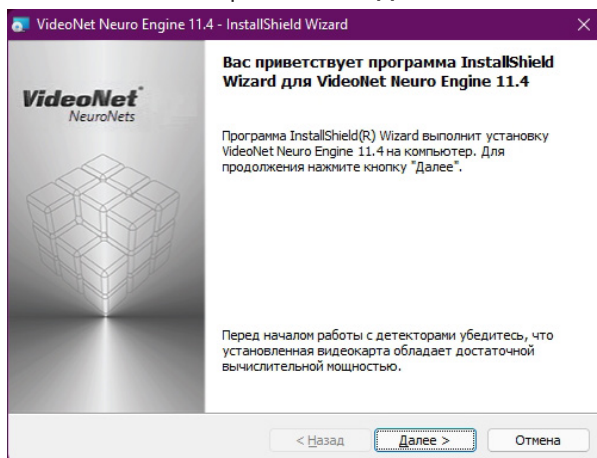 VideoNet Neuro Engine 11.4 - InstallShield Wizard
VideoNet
NeuroNets
Вас приветствует программа InstallShield
Wizard для VideoNet Neuro Engine 11.4
Программа InstallShield(R) Wizard выполнит установку
VideoNet Neuro Engine 11.4 на компьютер. Для
продолжения нажмите кнопку "Далее".
Перед началом работы с детекторами убедитесь, что
установленная видеокарта обладает достаточной
вычислительной мощностью.
< Назад
Далее >
Отмена